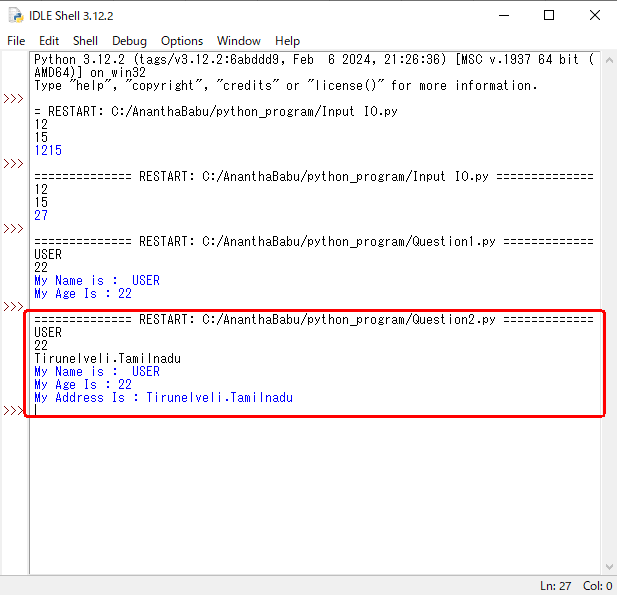 IDLE Shell 3.12.2
File Edit Shell Debug Options Window Help
Python 3.12.2 (tags/v3.12.2:6abddd9, Feb  6 2024, 21:26:36) [MSC v.1937 64 bit (
AMD64)] on win32
Type "help", "copyright", "credits" or "license()" for more information.
>>>
= RESTART: C:/AnanthaBabu/python_program/Input IO.py
12
15
1215
>>>
============== RESTART: C:/AnanthaBabu/python_program/Input IO.py ==============
12
15
27
>>>
============== RESTART: C:/AnanthaBabu/python_program/Question1.py =============
USER
22
My Name is :  USER
My Age Is : 22
>>>
============== RESTART: C:/AnanthaBabu/python_program/Question2.py =============
USER
22
Tirunelveli.Tamilnadu
My Name is :  USER
My Age Is : 22
My Address Is : Tirunelveli.Tamilnadu
>>>
Ln: 27 Col: 0